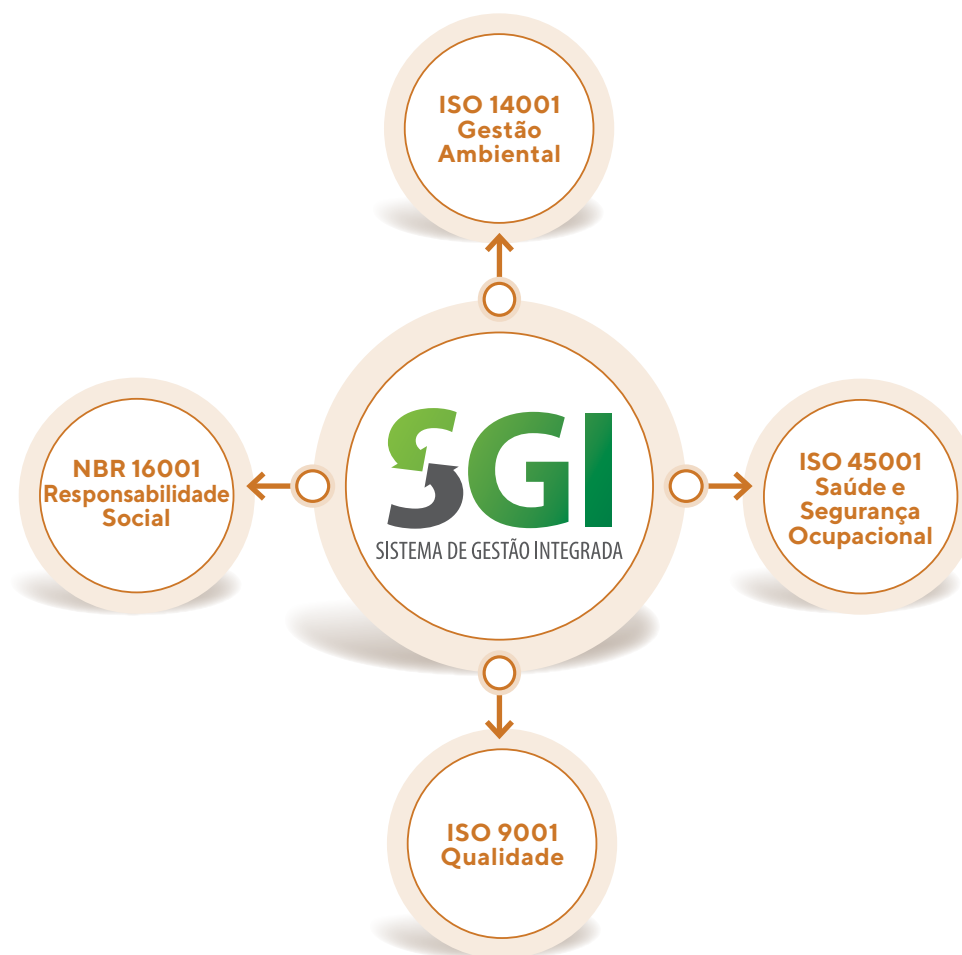 ISO 14001
Gestão
Ambiental
NBR 16001
Responsabilidade
Social
SGI
SISTEMA DE GESTÃO INTEGRADA
ISO 45001
Saúde e
Segurança
Ocupacional
ISO 9001
Qualidade